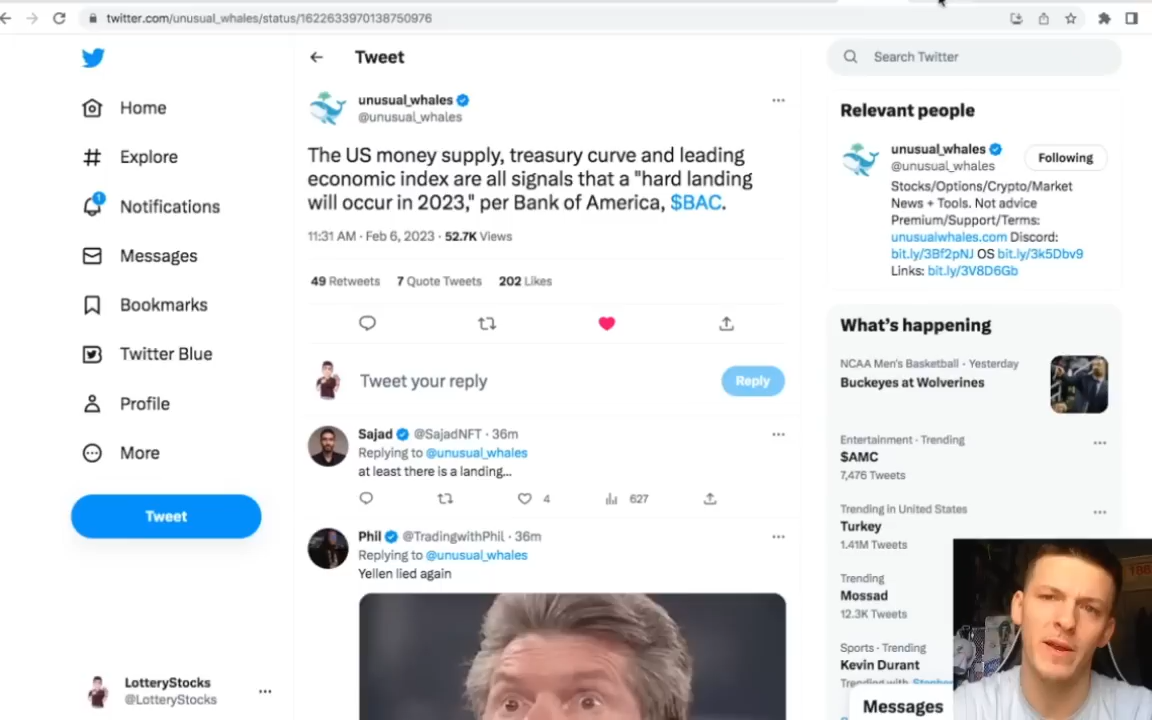 twitter.com/unusual_whales/status/1622633970138750976
Home
Explore
1
Notifications
Messages
Bookmarks
Twitter Blue
Profile
More
Tweet
LotteryStocks
@LotteryStocks
Tweet
unusual_whales
@unusual_whales
The US money supply, treasury curve and leading
economic index are all signals that a "hard landing
will occur in 2023," per Bank of America, $BAC.
11:31 AM · Feb 6, 2023 · 52.7K Views
49 Retweets 7 Quote Tweets 202 Likes
Tweet your reply
Reply
Sajad @SajadNFT · 36m
Replying to @unusual_whales
at least there is a landing...
4 627
Phil @TradingwithPhil · 36m
Replying to @unusual_whales
Yellen lied again
Search Twitter
Relevant people
unusual_whales
@unusual_whales
Following
Stocks/Options/Crypto/Market
News + Tools. Not advice
Premium/Support/Terms:
unusualwhales.com Discord:
bit.ly/3Bf2pNJ OS bit.ly/3k5Dbv9
Links: bit.ly/3V8D6Gb
What's happening
NCAA Men's Basketball · Yesterday
Buckeyes at Wolverines
Entertainment · Trending
$AMC
7,476 Tweets
Trending in United States
Turkey
1.41M Tweets
Trending
Mossad
12.3K Tweets
Sports · Trending
Kevin Durant
Trending with
Messages